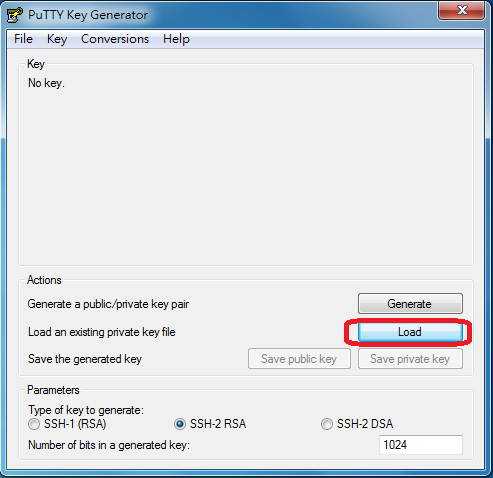 PuTTY Key Generator
File Key Conversions Help
Key
No key.
Actions
Generate a public/private key pair Generate
Load an existing private key file Load
Save the generated key Save public key Save private key
Parameters
Type of key to generate:
SSH-1 (RSA) SSH-2 RSA SSH-2 DSA
Number of bits in a generated key: 1024